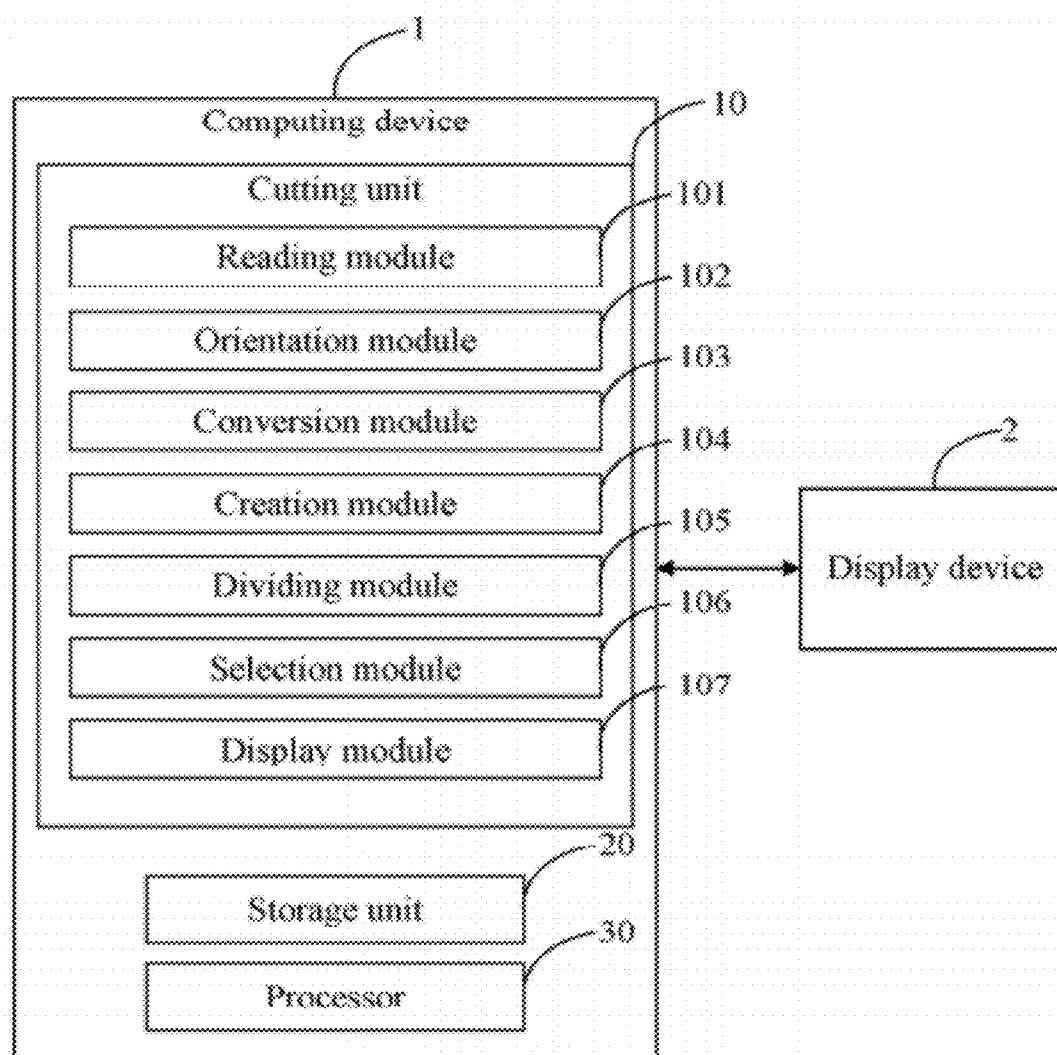 1
Computing device
10
Cutting unit
101
Reading module
102
Orientation module
103
Conversion module
104
Creation module
2
105
Dividing module
Display device
106
Selection module
107
Display module
20
Storage unit
30
Processor